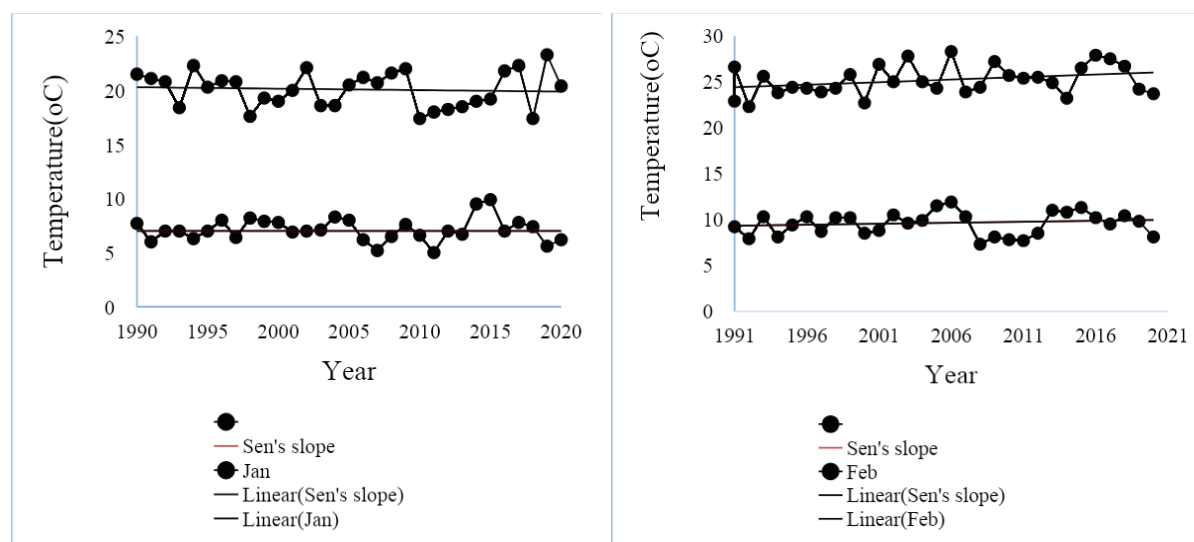 25
20
15
10
5
0
Temperature(oC)
1990 1995 2000 2005 2010 2015 2020
Year
Sen's slope
Jan
Linear(Sen's slope)
Linear(Jan)
30
25
20
15
10
5
0
Temperature(oC)
1991 1996 2001 2006 2011 2016 2021
Year
Sen's slope
Feb
Linear(Sen's slope)
Linear(Feb)